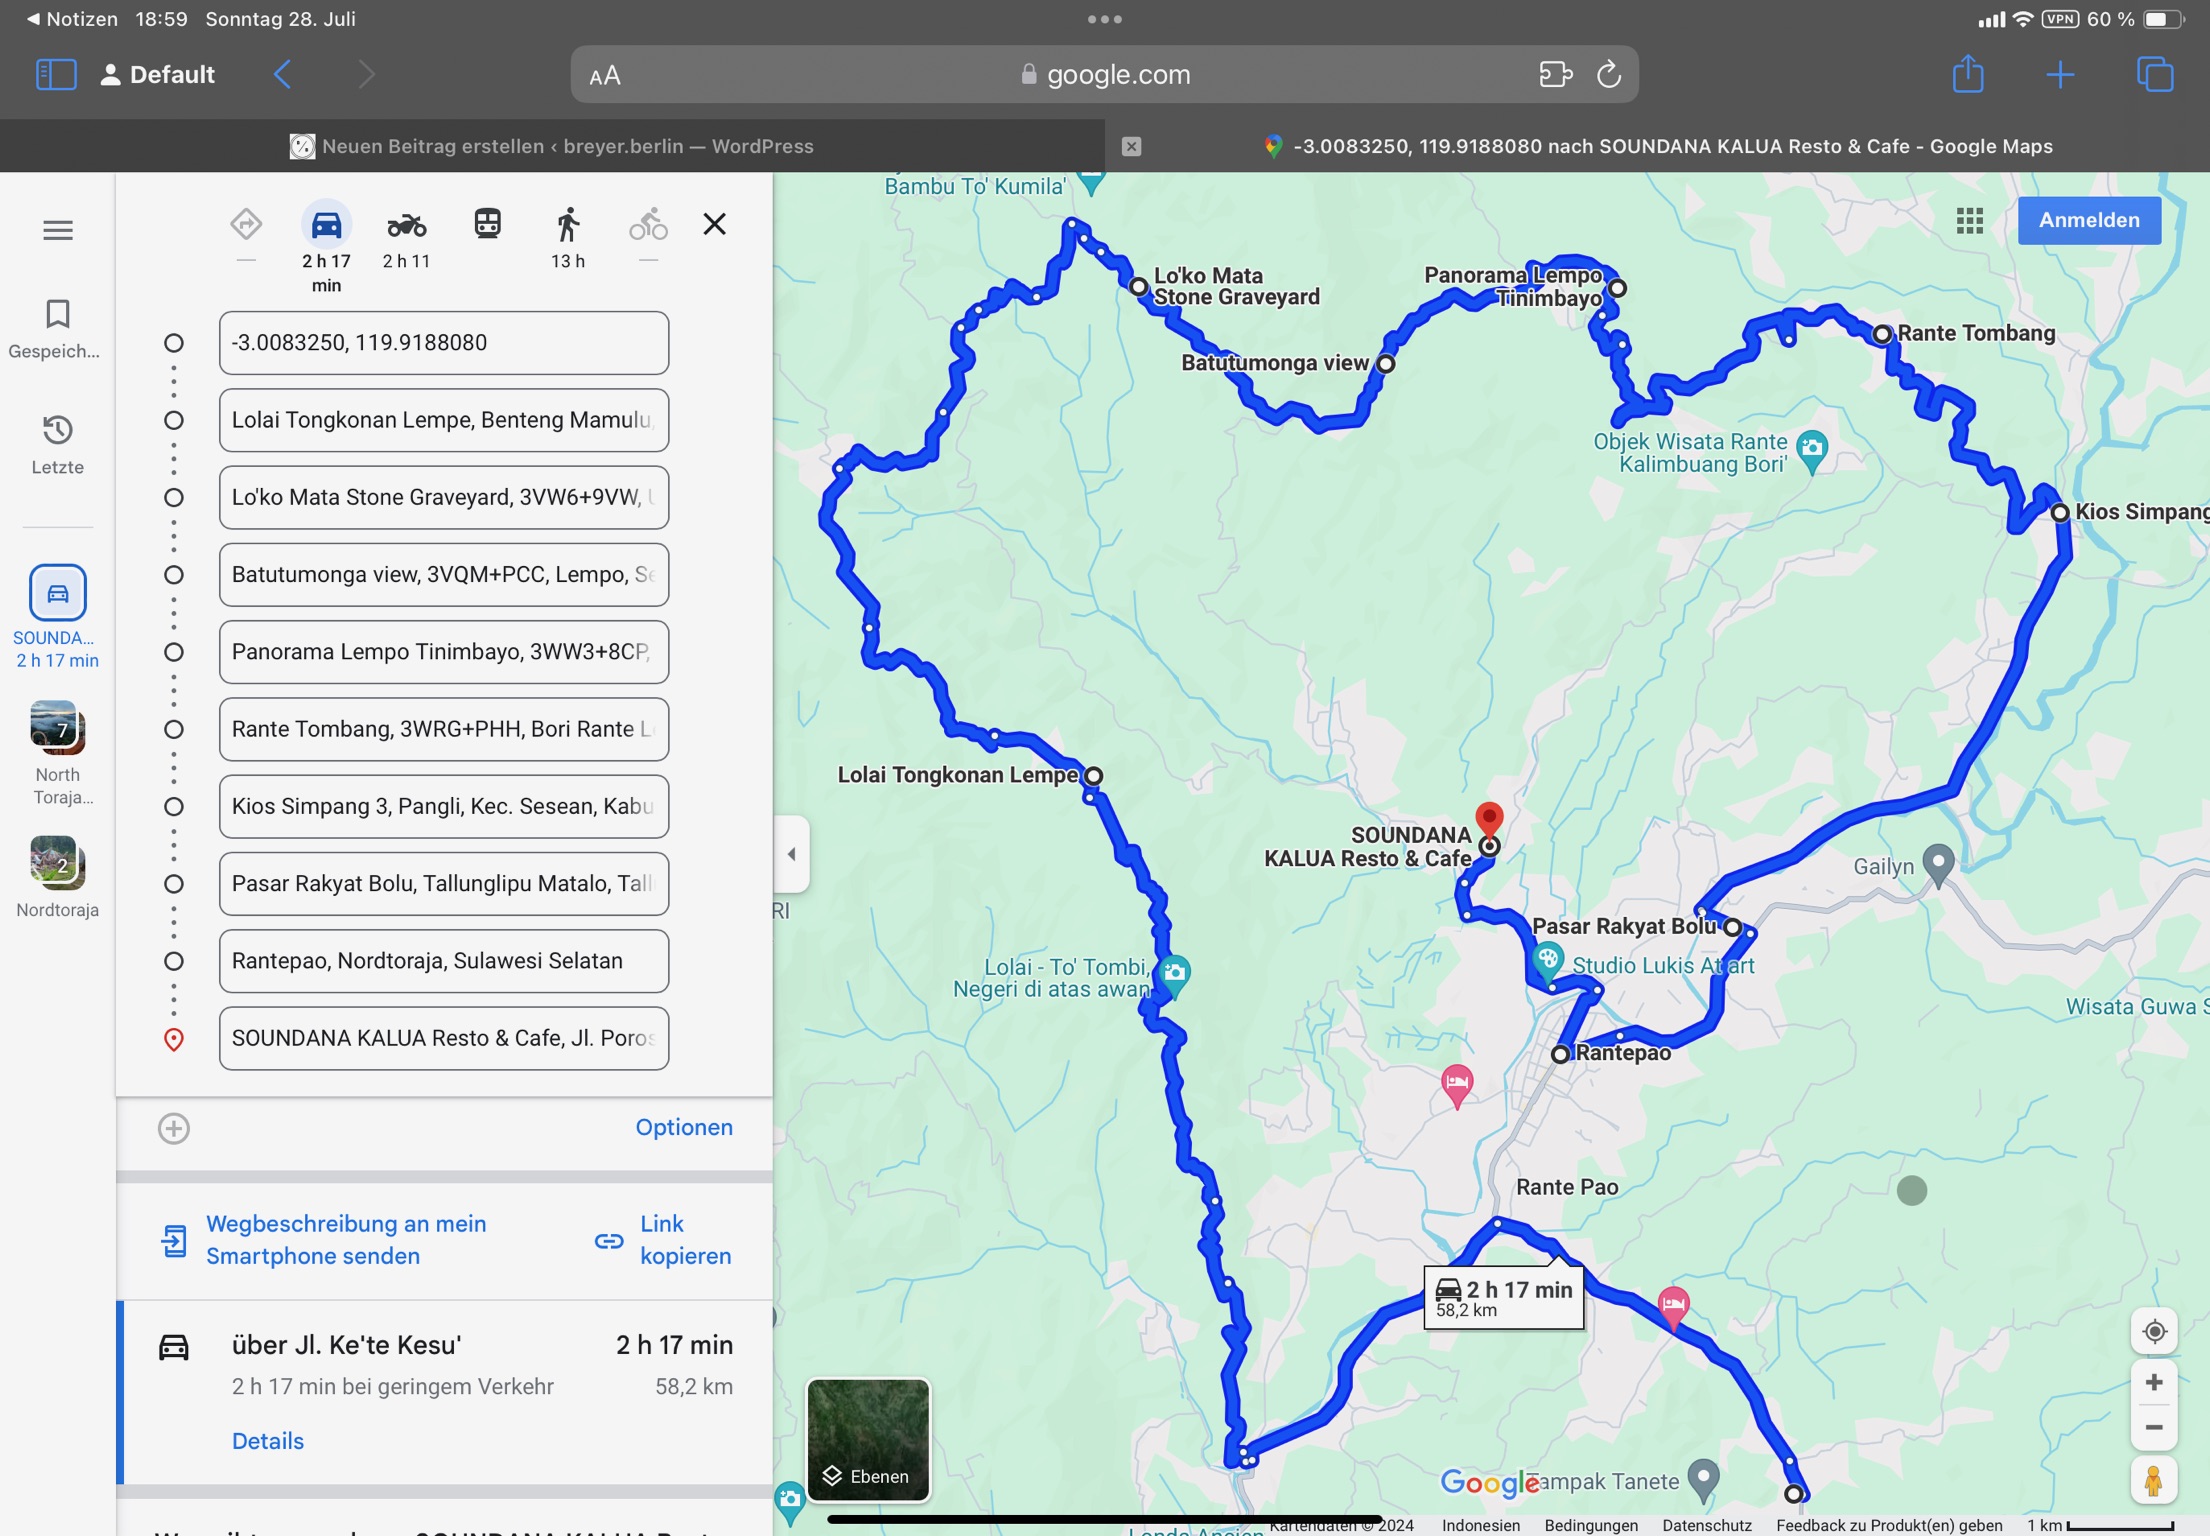 Notizen 18:59 Sonntag 28. Juli
VPN 60 %
Default
AA
google.com
Neuen Beitrag erstellen ‹ breyer.berlin — WordPress
-3.0083250, 119.9188080 nach SOUNDANA KALUA Resto & Cafe - Google Maps
2 h 17
min
2 h 11
13 h
Gespeich...
Letzte
SOUNDA...
2 h 17 min
7
North
Toraja...
2
Nordtoraja
-3.0083250, 119.9188080
Lolai Tongkonan Lempe, Benteng Mamulu,
Lo'ko Mata Stone Graveyard, 3VW6+9VW,
Batutumonga view, 3VQM+PCC, Lempo, Se
Panorama Lempo Tinimbayo, 3WW3+8CP,
Rante Tombang, 3WRG+PHH, Bori Rante L
Kios Simpang 3, Pangli, Kec. Sesean, Kabu
Pasar Rakyat Bolu, Tallunglipu Matalo, Tall
Rantepao, Nordtoraja, Sulawesi Selatan
SOUNDANA KALUA Resto & Cafe, Jl. Poros
Optionen
Wegbeschreibung an mein
Smartphone senden
Link
kopieren
über Jl. Ke'te Kesu'
2 h 17 min
2 h 17 min bei geringem Verkehr
58,2 km
Details
Bambu To' Kumila'
Anmelden
Lo'ko Mata
Stone Graveyard
Panorama Lempo
Tinimbayo
Batutumonga view
Rante Tombang
Objek Wisata Rante
Kalimbuang Bori'
Kios Simpang
Lolai Tongkonan Lempe
SOUNDANA
KALUA Resto & Cafe
Gailyn
RI
Pasar Rakyat Bolu
Studio Lukis At art
Lolai - To' Tombi,
Negeri di atas awan
Wisata Guwa S
Rantepao
Rante Pao
2 h 17 min
58,2 km
Ebenen
Google
Tampak Tanete
Kartendaten © 2024
Indonesien
Bedingungen
Datenschutz
Feedback zu Produkt(en) geben
1 km